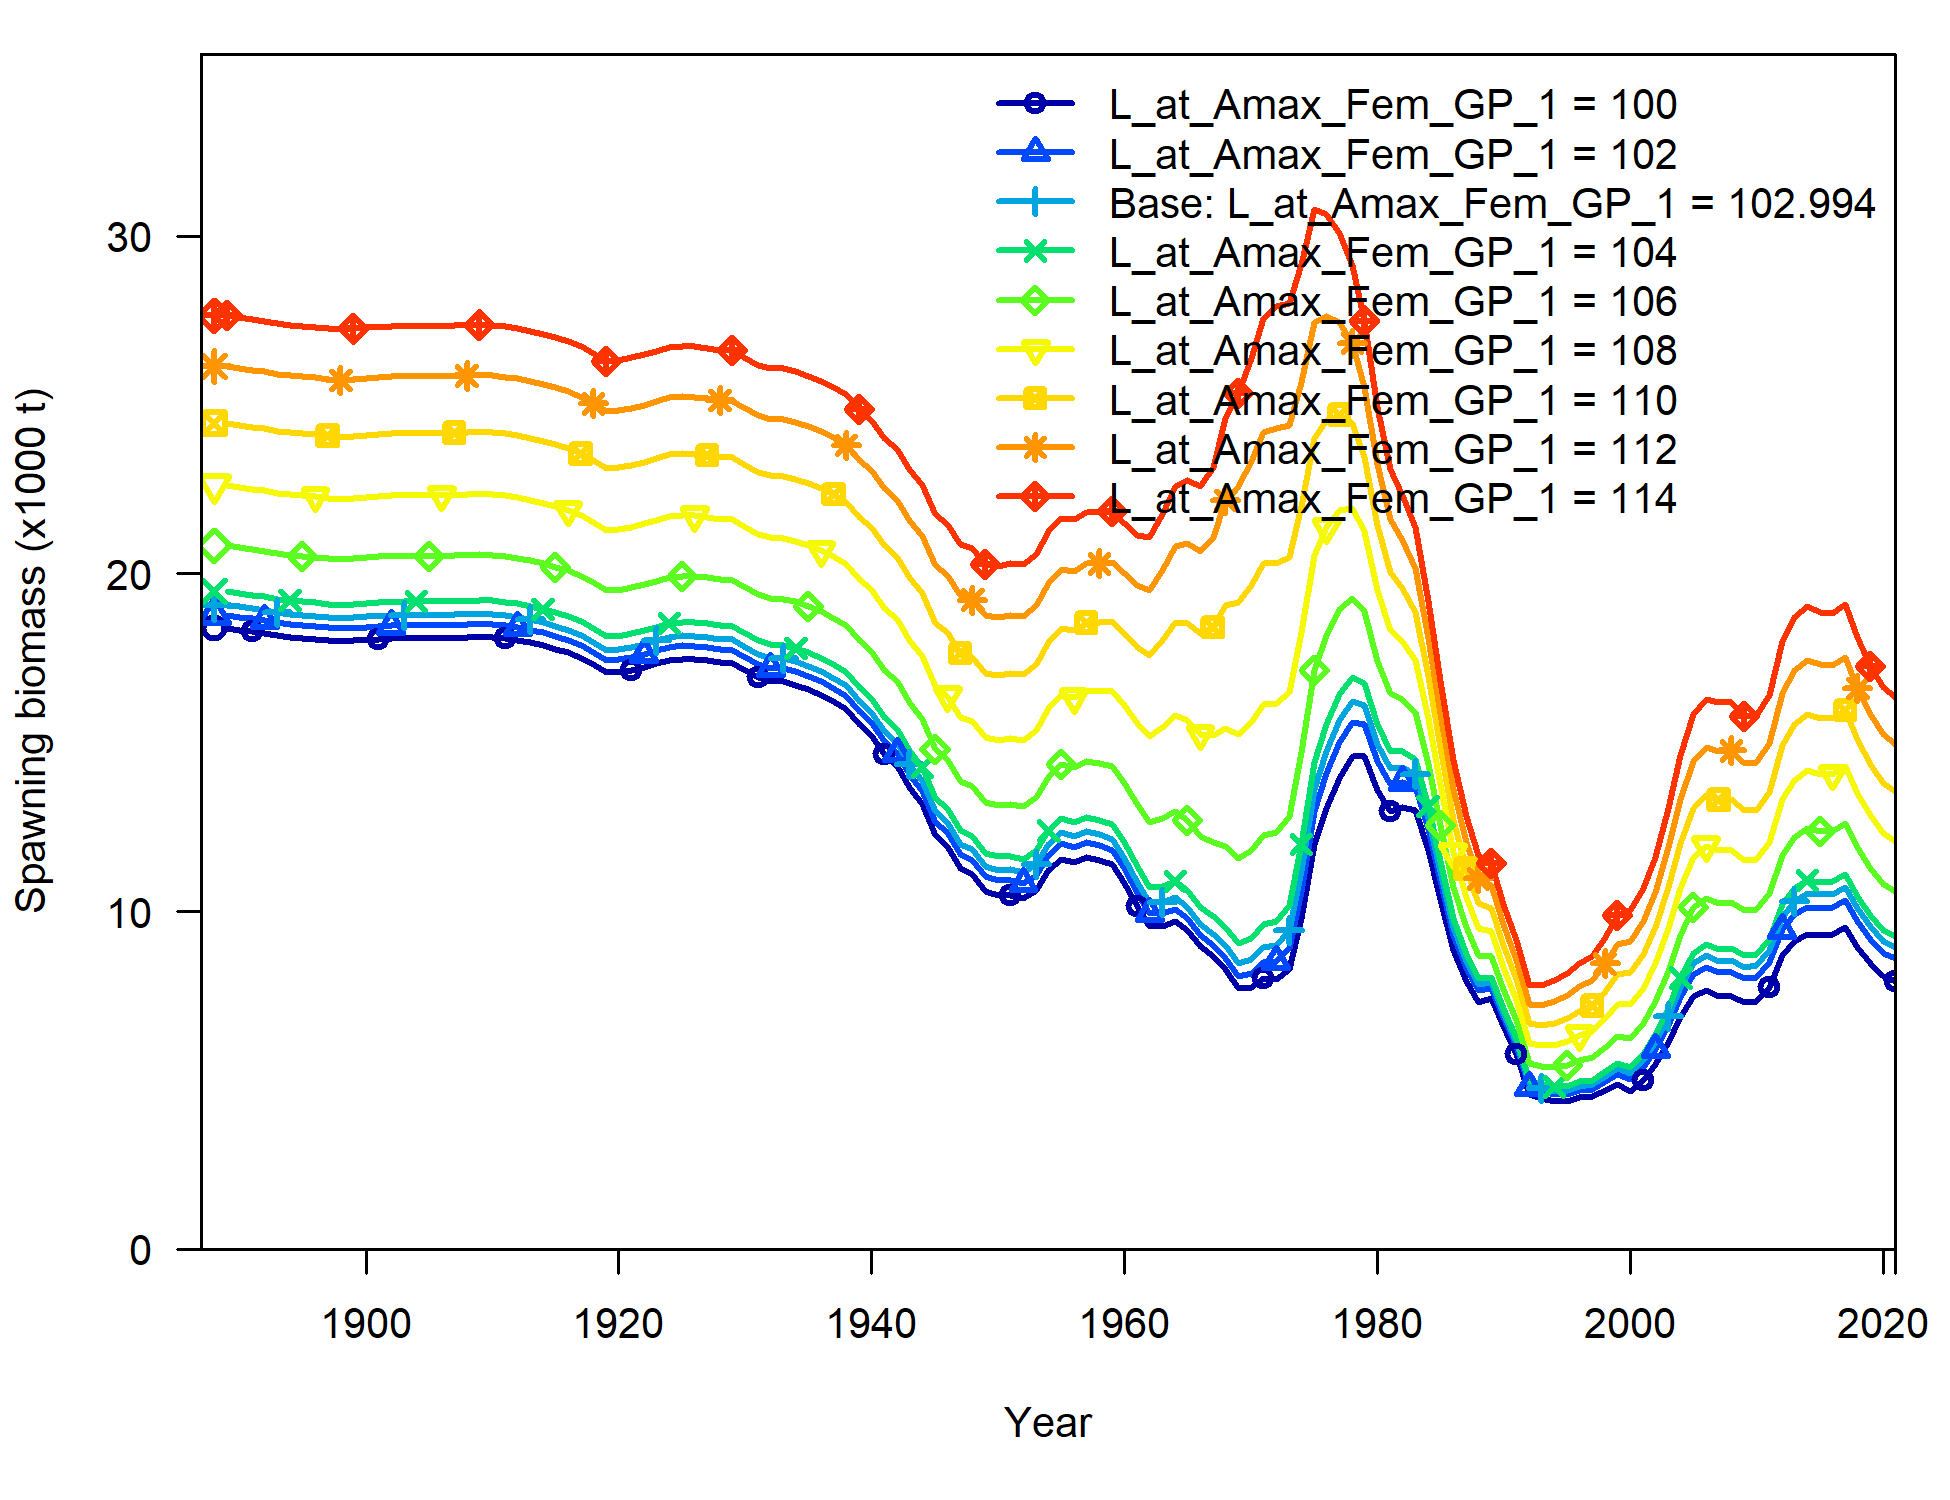 L_at_Amax_Fem_GP_1 = 100
L_at_Amax_Fem_GP_1 = 102
Base: L_at_Amax_Fem_GP_1 = 102.994
L_at_Amax_Fem_GP_1 = 104
L_at_Amax_Fem_GP_1 = 106
L_at_Amax_Fem_GP_1 = 108
L_at_Amax_Fem_GP_1 = 110
L_at_Amax_Fem_GP_1 = 112
L_at_Amax_Fem_GP_1 = 114
Spawning biomass (x1000 t)
30
20
10
0
1900 1920 1940 1960 1980 2000 2020
Year